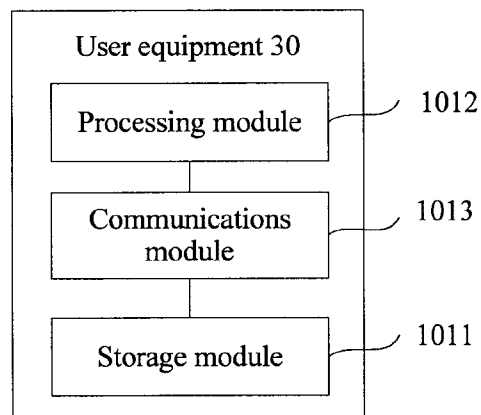 User equipment 30
Processing module
1012
Communications
module
1013
Storage module
1011